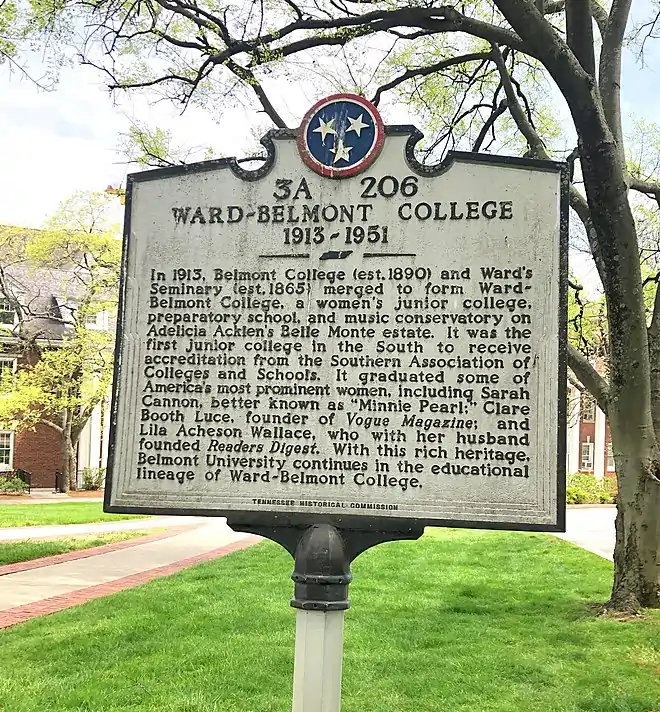 3A 206
WARD-BELMONT COLLEGE
1913-1951
In 1913, Belmont College (est. 1890) and Ward's
Seminary (est. 1865) merged to form Ward-
Belmont College, a women's junior college,
preparatory school, and music conservatory on
Adelicia Acklen's Belle Monte estate. It was the
first junior college in the South to receive
accreditation from the Southern Association of
Colleges and Schools. It graduated some of
America's most prominent women, including Sarah
Cannon, better known as "Minnie Pearl;" Clare
Booth Luce, founder of Vogue Magazine; and
Lila Acheson Wallace, who with her husband
founded Readers Digest. With this rich heritage,
Belmont University continues in the educational
lineage of Ward-Belmont College.
TENNESSEE HISTORICAL COMMISSION